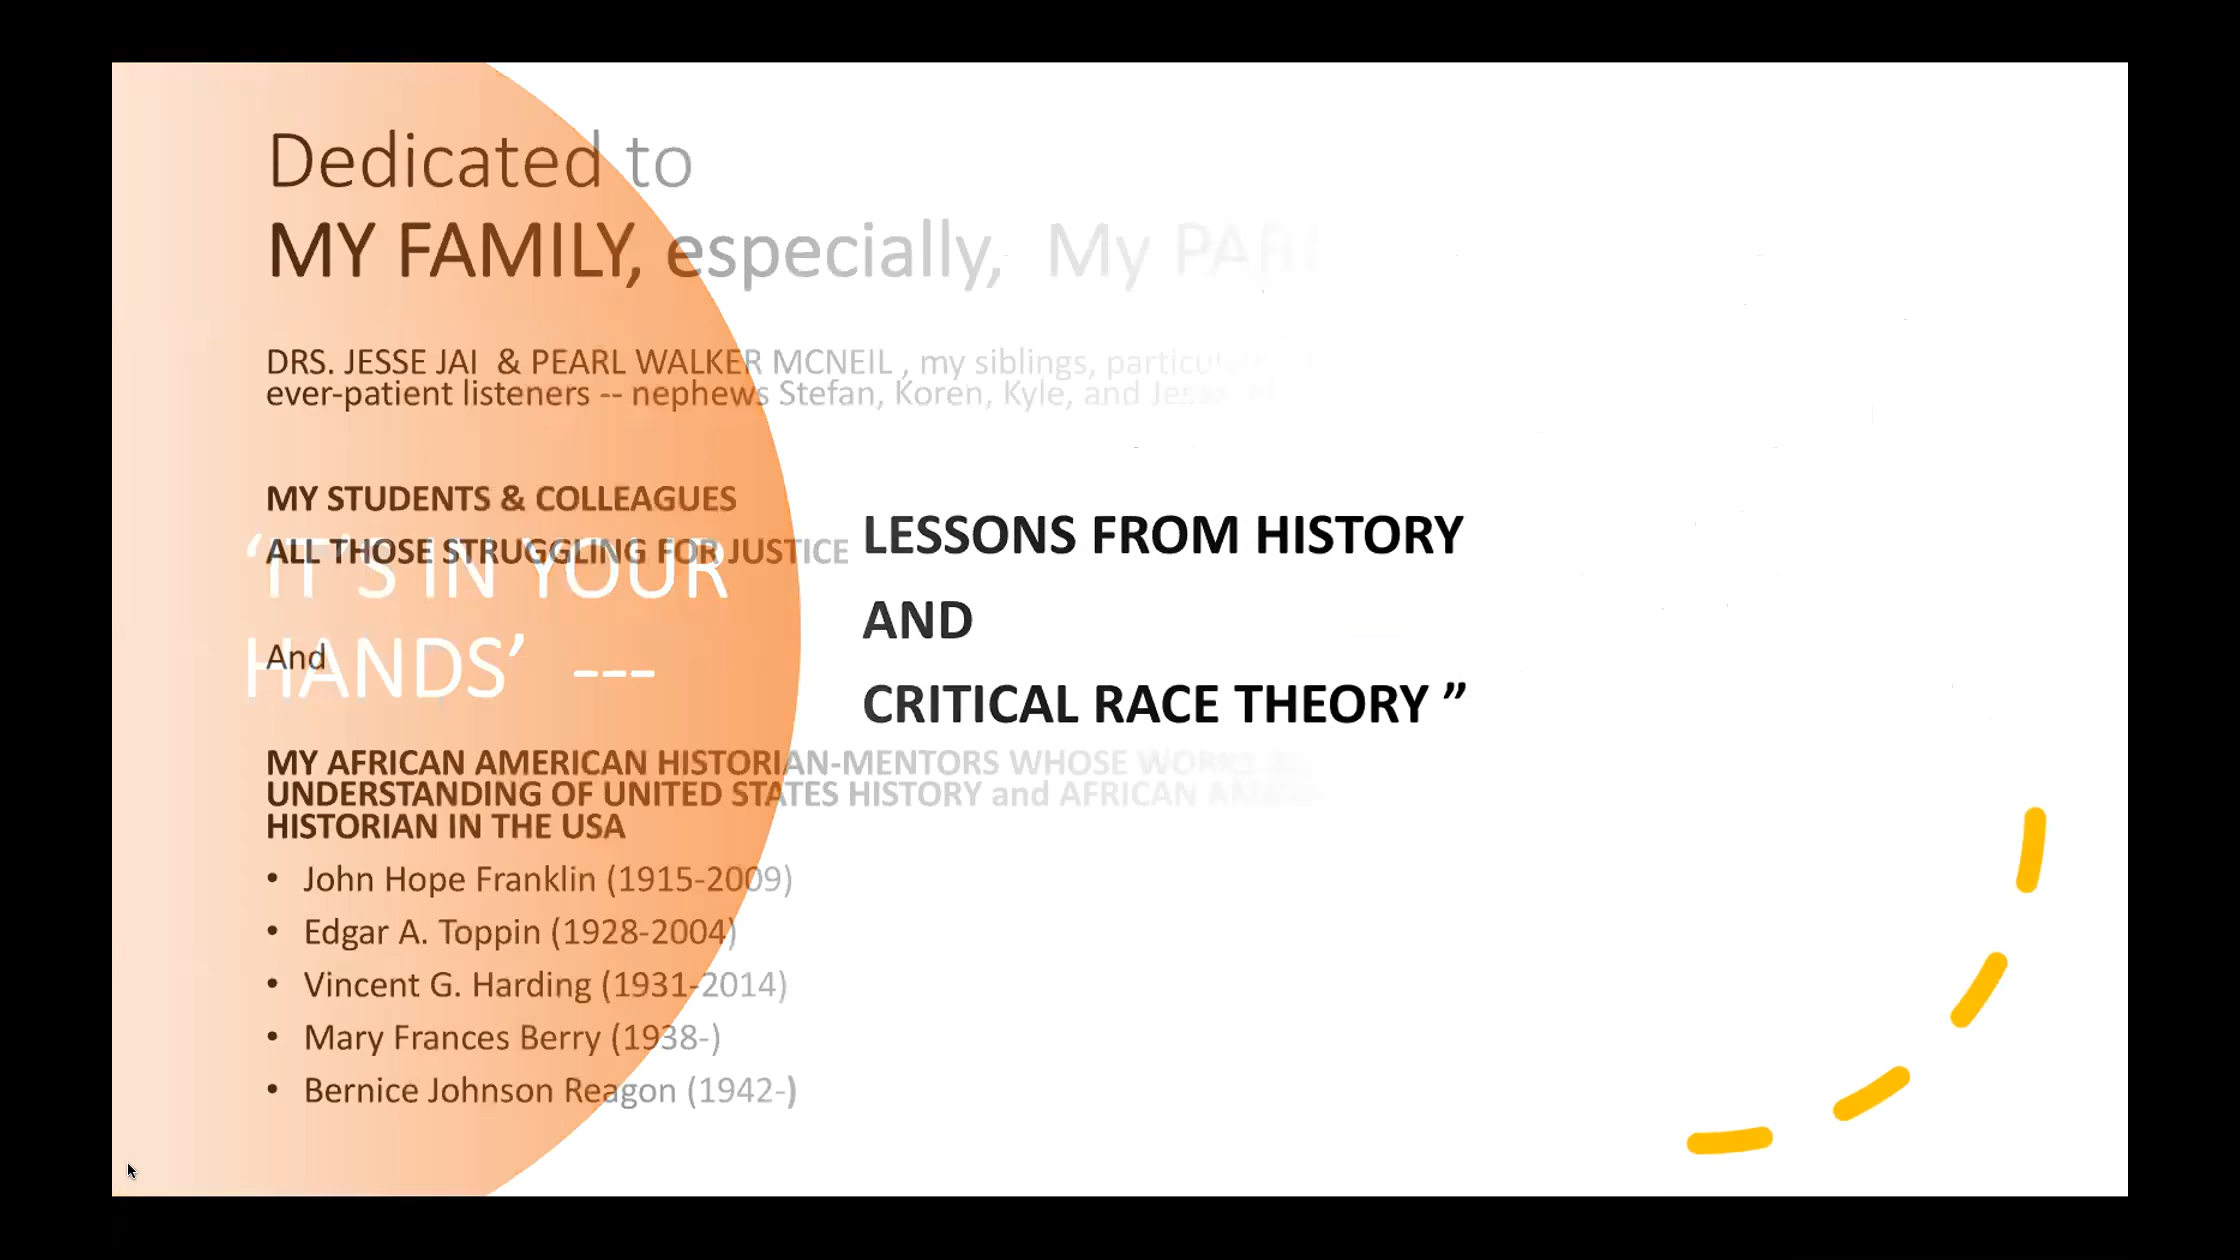 Dedicated to
MY FAMILY, especially, My
DRS. JESSE JAI & PEARL WALKER MCNEIL , my siblings,
ever-patient listeners -- nephews Stefan, Koren, Kyle, and
MY STUDENTS & COLLEAGUES
ALL THOSE STRUGGLING FOR JUSTICE
‘IT’S IN YOUR
HANDS’ ---
LESSONS FROM HISTORY
AND
CRITICAL RACE THEORY ”
And
MY AFRICAN AMERICAN HISTORIAN-MENTORS WHOSE WORKS
UNDERSTANDING OF UNITED STATES HISTORY and AFRICAN
HISTORIAN IN THE USA
• John Hope Franklin (1915-2009)
• Edgar A. Toppin (1928-2004)
• Vincent G. Harding (1931-2014)
• Mary Frances Berry (1938-)
• Bernice Johnson Reagon (1942-)